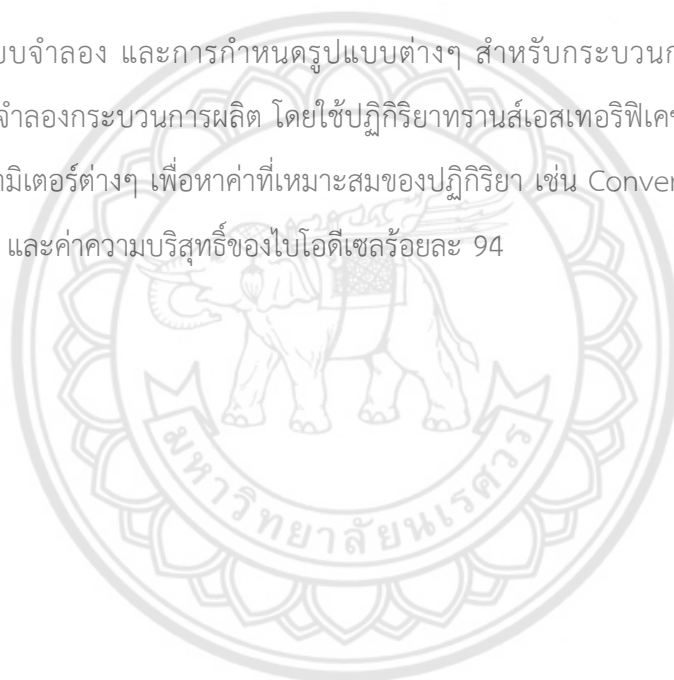 ยบจำลอง และการกำหนดรูปแบบต่างๆ สำหรับกระบวนก
จำลองกระบวนการผลิต โดยใช้ปฏิกิริยาทรานส์เอสเทอริฟิเคช
ามิเตอร์ต่างๆ เพื่อหาค่าที่เหมาะสมของปฏิกิริยา เช่น Conver
และค่าความบริสุทธิ์ของไบโอดีเซลร้อยละ 94
มหาวิทยาลัยนเรศวร